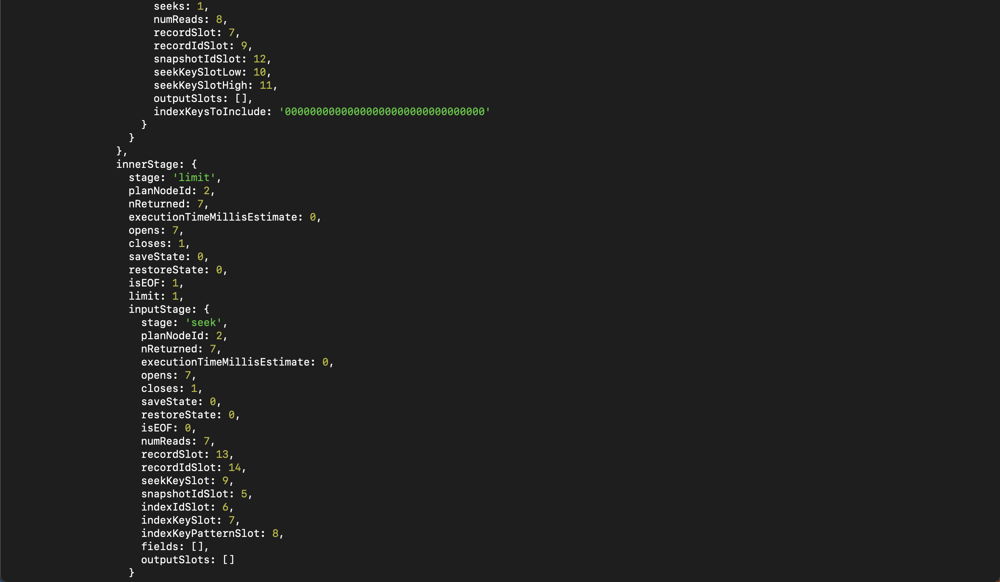 seeks: 1,
numReads: 8,
recordSlot: 7,
recordIdSlot: 9,
snapshotIdSlot: 12,
seekKeySlotLow: 10,
seekKeySlotHigh: 11,
outputSlots: [],
indexKeysToInclude: '00000000000000000000000000000000'
}
}
},
innerStage: {
stage: 'limit',
planNodeId: 2,
nReturned: 7,
executionTimeMillisEstimate: 0,
opens: 7,
closes: 1,
saveState: 0,
restoreState: 0,
isEOF: 1,
limit: 1,
inputStage: {
stage: 'seek',
planNodeId: 2,
nReturned: 7,
executionTimeMillisEstimate: 0,
opens: 7,
closes: 1,
saveState: 0,
restoreState: 0,
isEOF: 0,
numReads: 7,
recordSlot: 13,
recordIdSlot: 14,
seekKeySlot: 9,
snapshotIdSlot: 5,
indexIdSlot: 6,
indexKeySlot: 7,
indexKeyPatternSlot: 8,
fields: [],
outputSlots: []
}